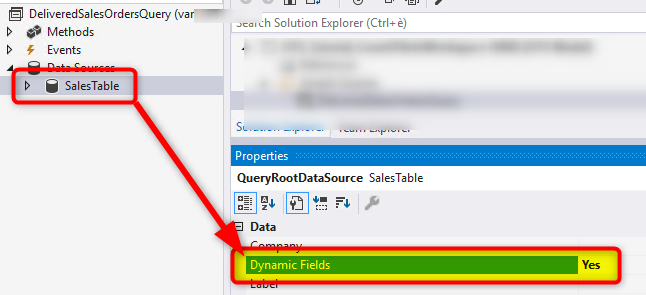 DeliveredSalesOrdersQuery (var
Methods
Events
Data Sources
SalesTable
Search Solution Explorer (Ctrl+è)
Solution Explorer Team Explorer
Properties
QueryRootDataSource SalesTable
Data
Company
Dynamic Fields Yes
Label